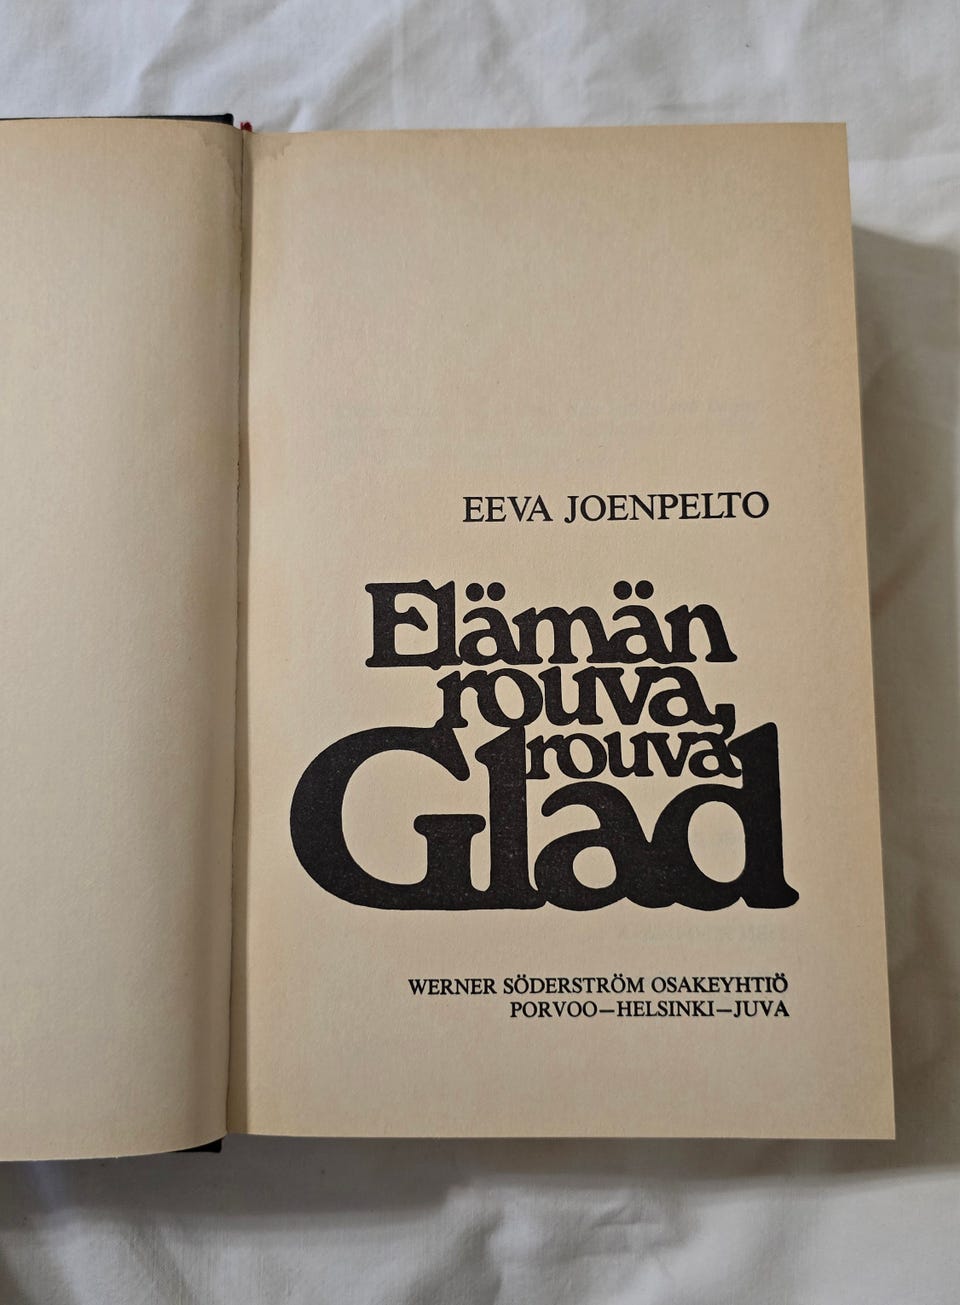 EEVA JOENPELTO
Elämän
rouva,
rouva
Glad
WERNER SÖDERSTRÖM OSAKEYHTIÖ
PORVOO—HELSINKI—JUVA